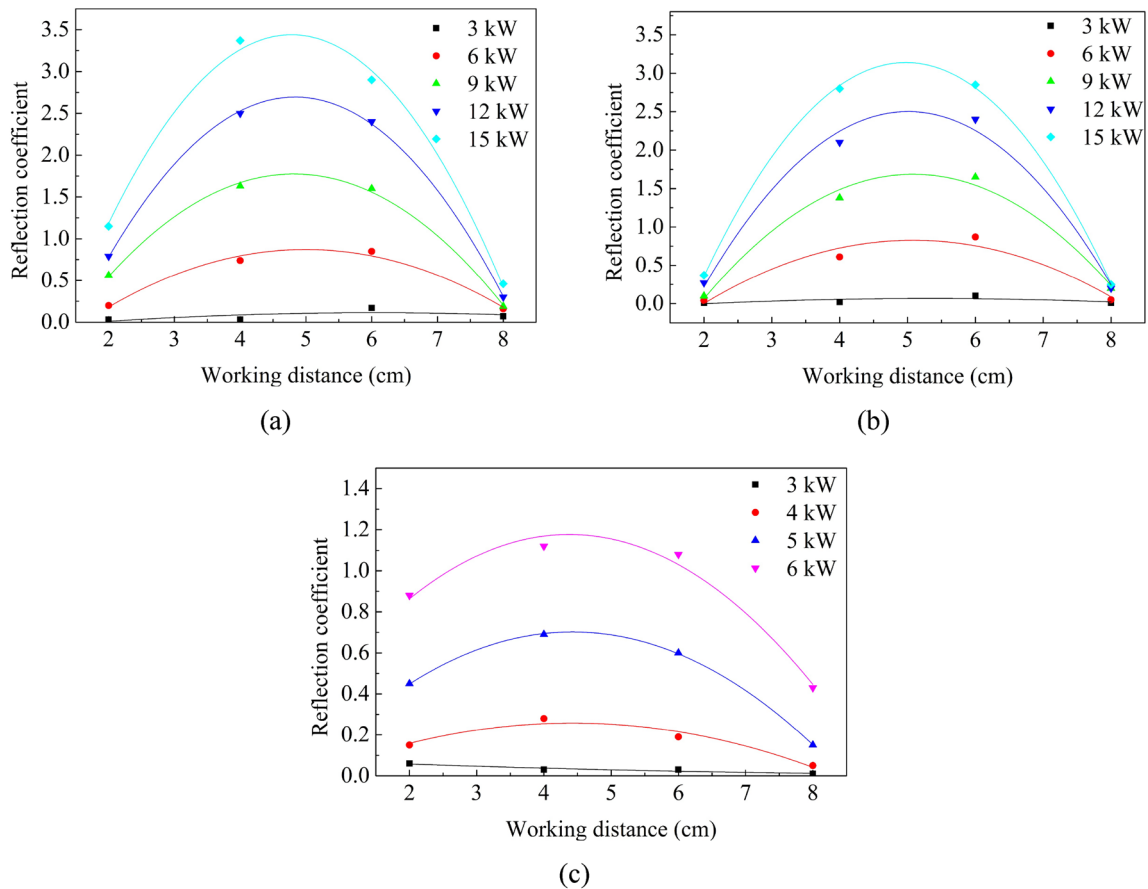 3.5
3.0
2.5
2.0
1.5
1.0
0.5
0.0
Reflection coefficient
2 3 4 5 6 7 8
Working distance (cm)
3 kW
6 kW
9 kW
12 kW
15 kW
(a)
3.5
3.0
2.5
2.0
1.5
1.0
0.5
0.0
Reflection coefficient
2 3 4 5 6 7 8
Working distance (cm)
3 kW
6 kW
9 kW
12 kW
15 kW
(b)
1.4
1.2
1.0
0.8
0.6
0.4
0.2
0.0
Reflection coefficient
2 3 4 5 6 7 8
Working distance (cm)
3 kW
4 kW
5 kW
6 kW
(c)